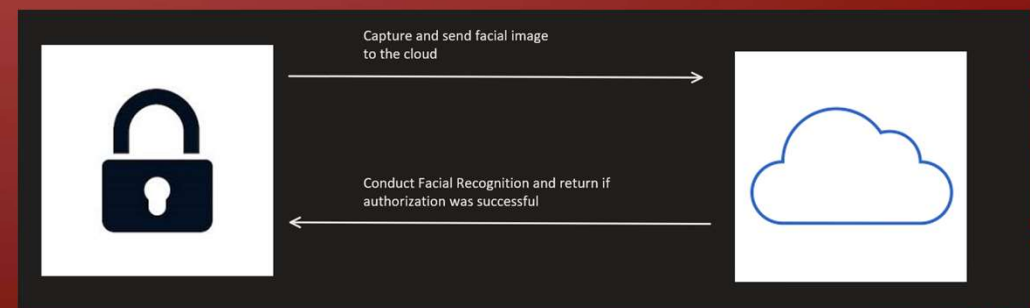 Capture and send facial image
to the cloud
Conduct Facial Recognition and return if
authorization was successful